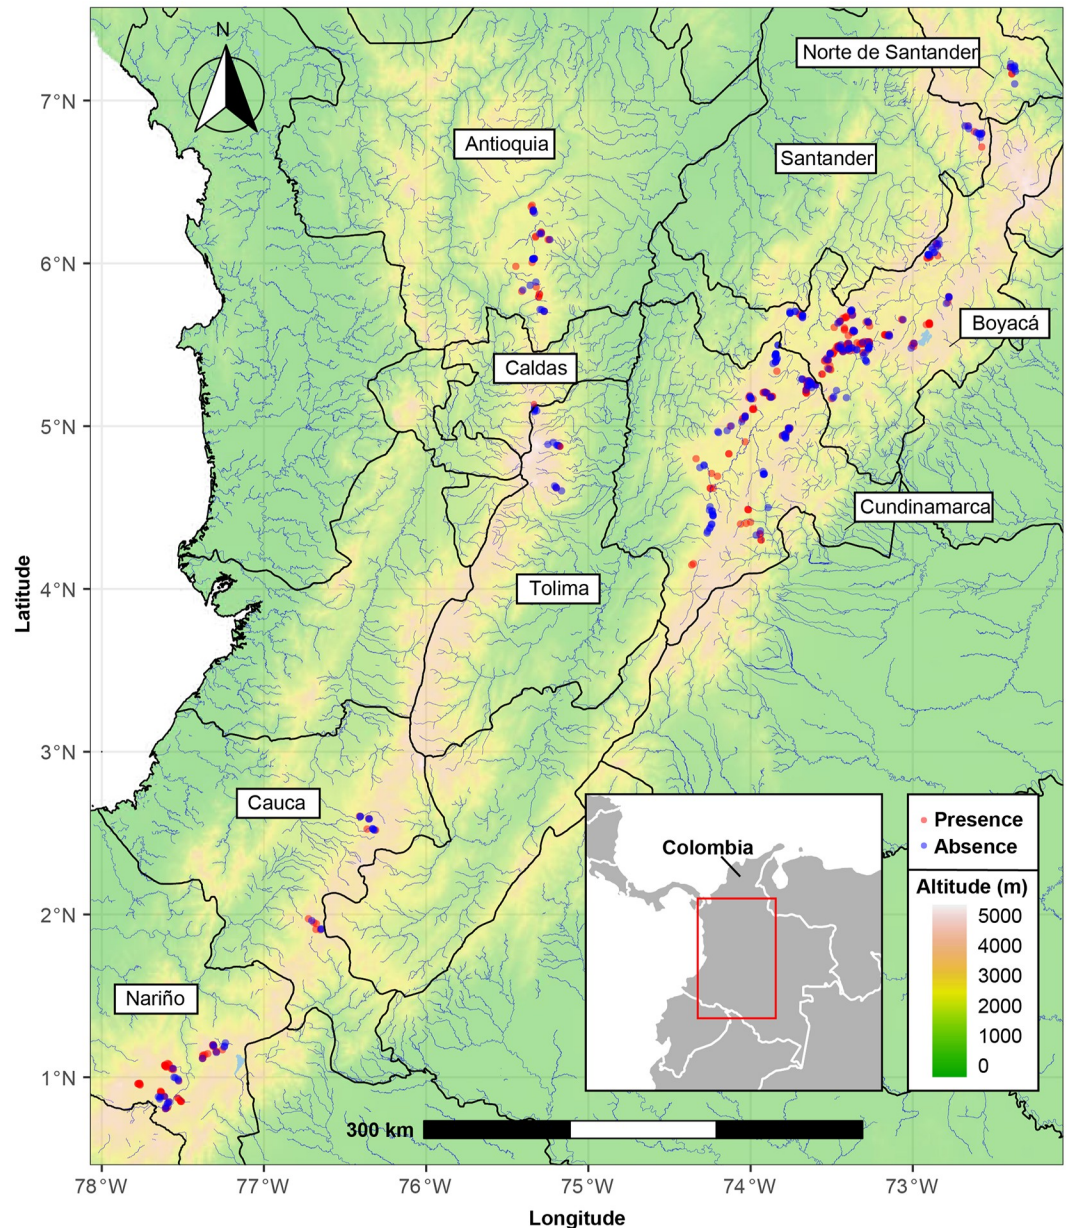 N
Norte de Santander
7°N
Antioquia
Santander
6°N
Boyacá
Caldas
5°N
Cundinamarca
Latitude
4°N
Tolima
3°N
Cauca
Presence
Colombia
Absence
Altitude (m)
5000
2°N
4000
3000
Nariño
2000
1000
0
1°N
300 km
78°W
77°W
76°W
75°W
74°W
73°W
Longitude